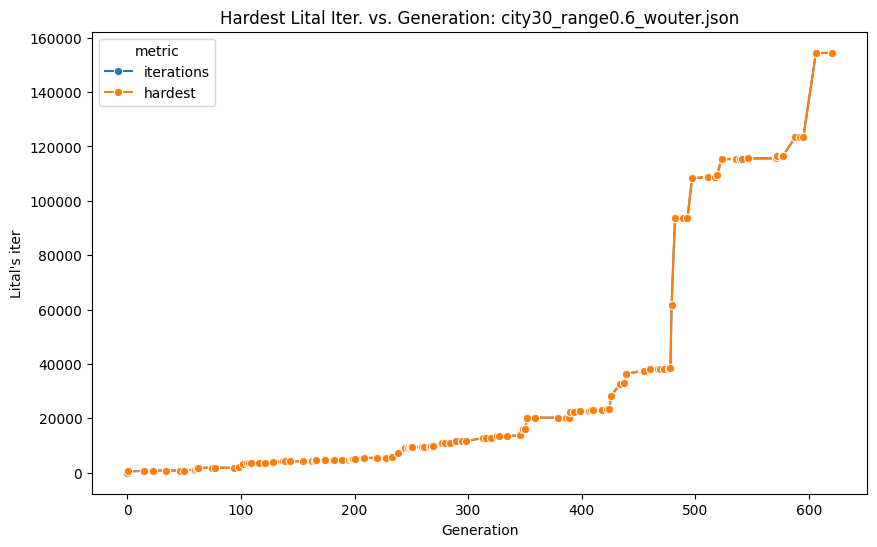 Hardest Lital Iter. vs. Generation: city30_range0.6_wouter.json
metric
iterations
hardest
Lital's iter
160000
140000
120000
100000
80000
60000
40000
20000
0
0 100 200 300 400 500 600
Generation